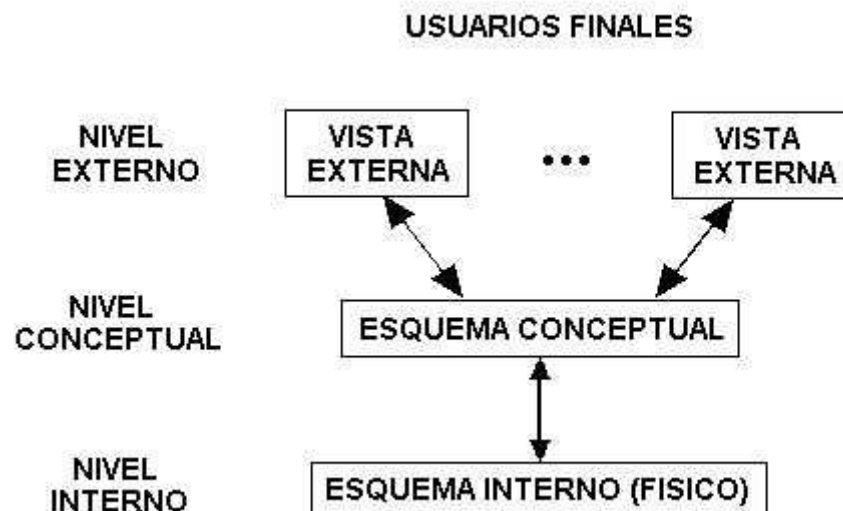 USUARIOS FINALES
NIVEL
EXTERNO
VISTA
EXTERNA
•••
VISTA
EXTERNA
NIVEL
CONCEPTUAL
ESQUEMA CONCEPTUAL
NIVEL
INTERNO
ESQUEMA INTERNO (FISICO)